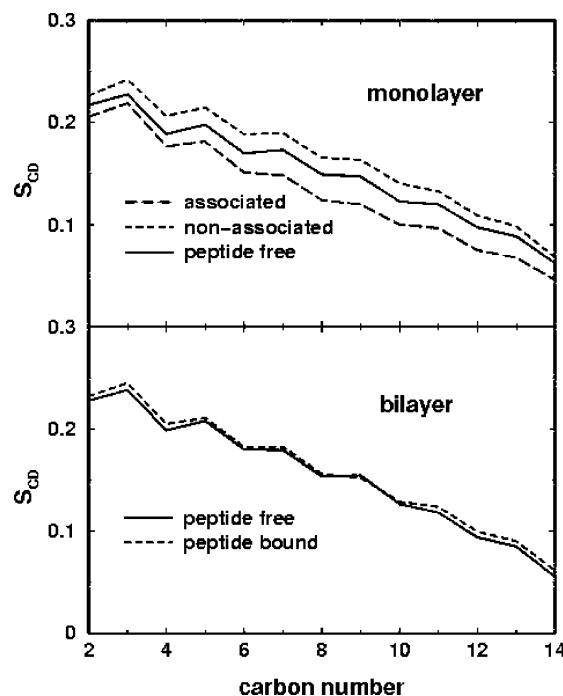 0.3
monolayer
0.2
S_CD
associated
non-associated
0.1
peptide free
0.3
bilayer
0.2
S_CD
peptide free
0.1
peptide bound
0
2 4 6 8 10 12 14
carbon number